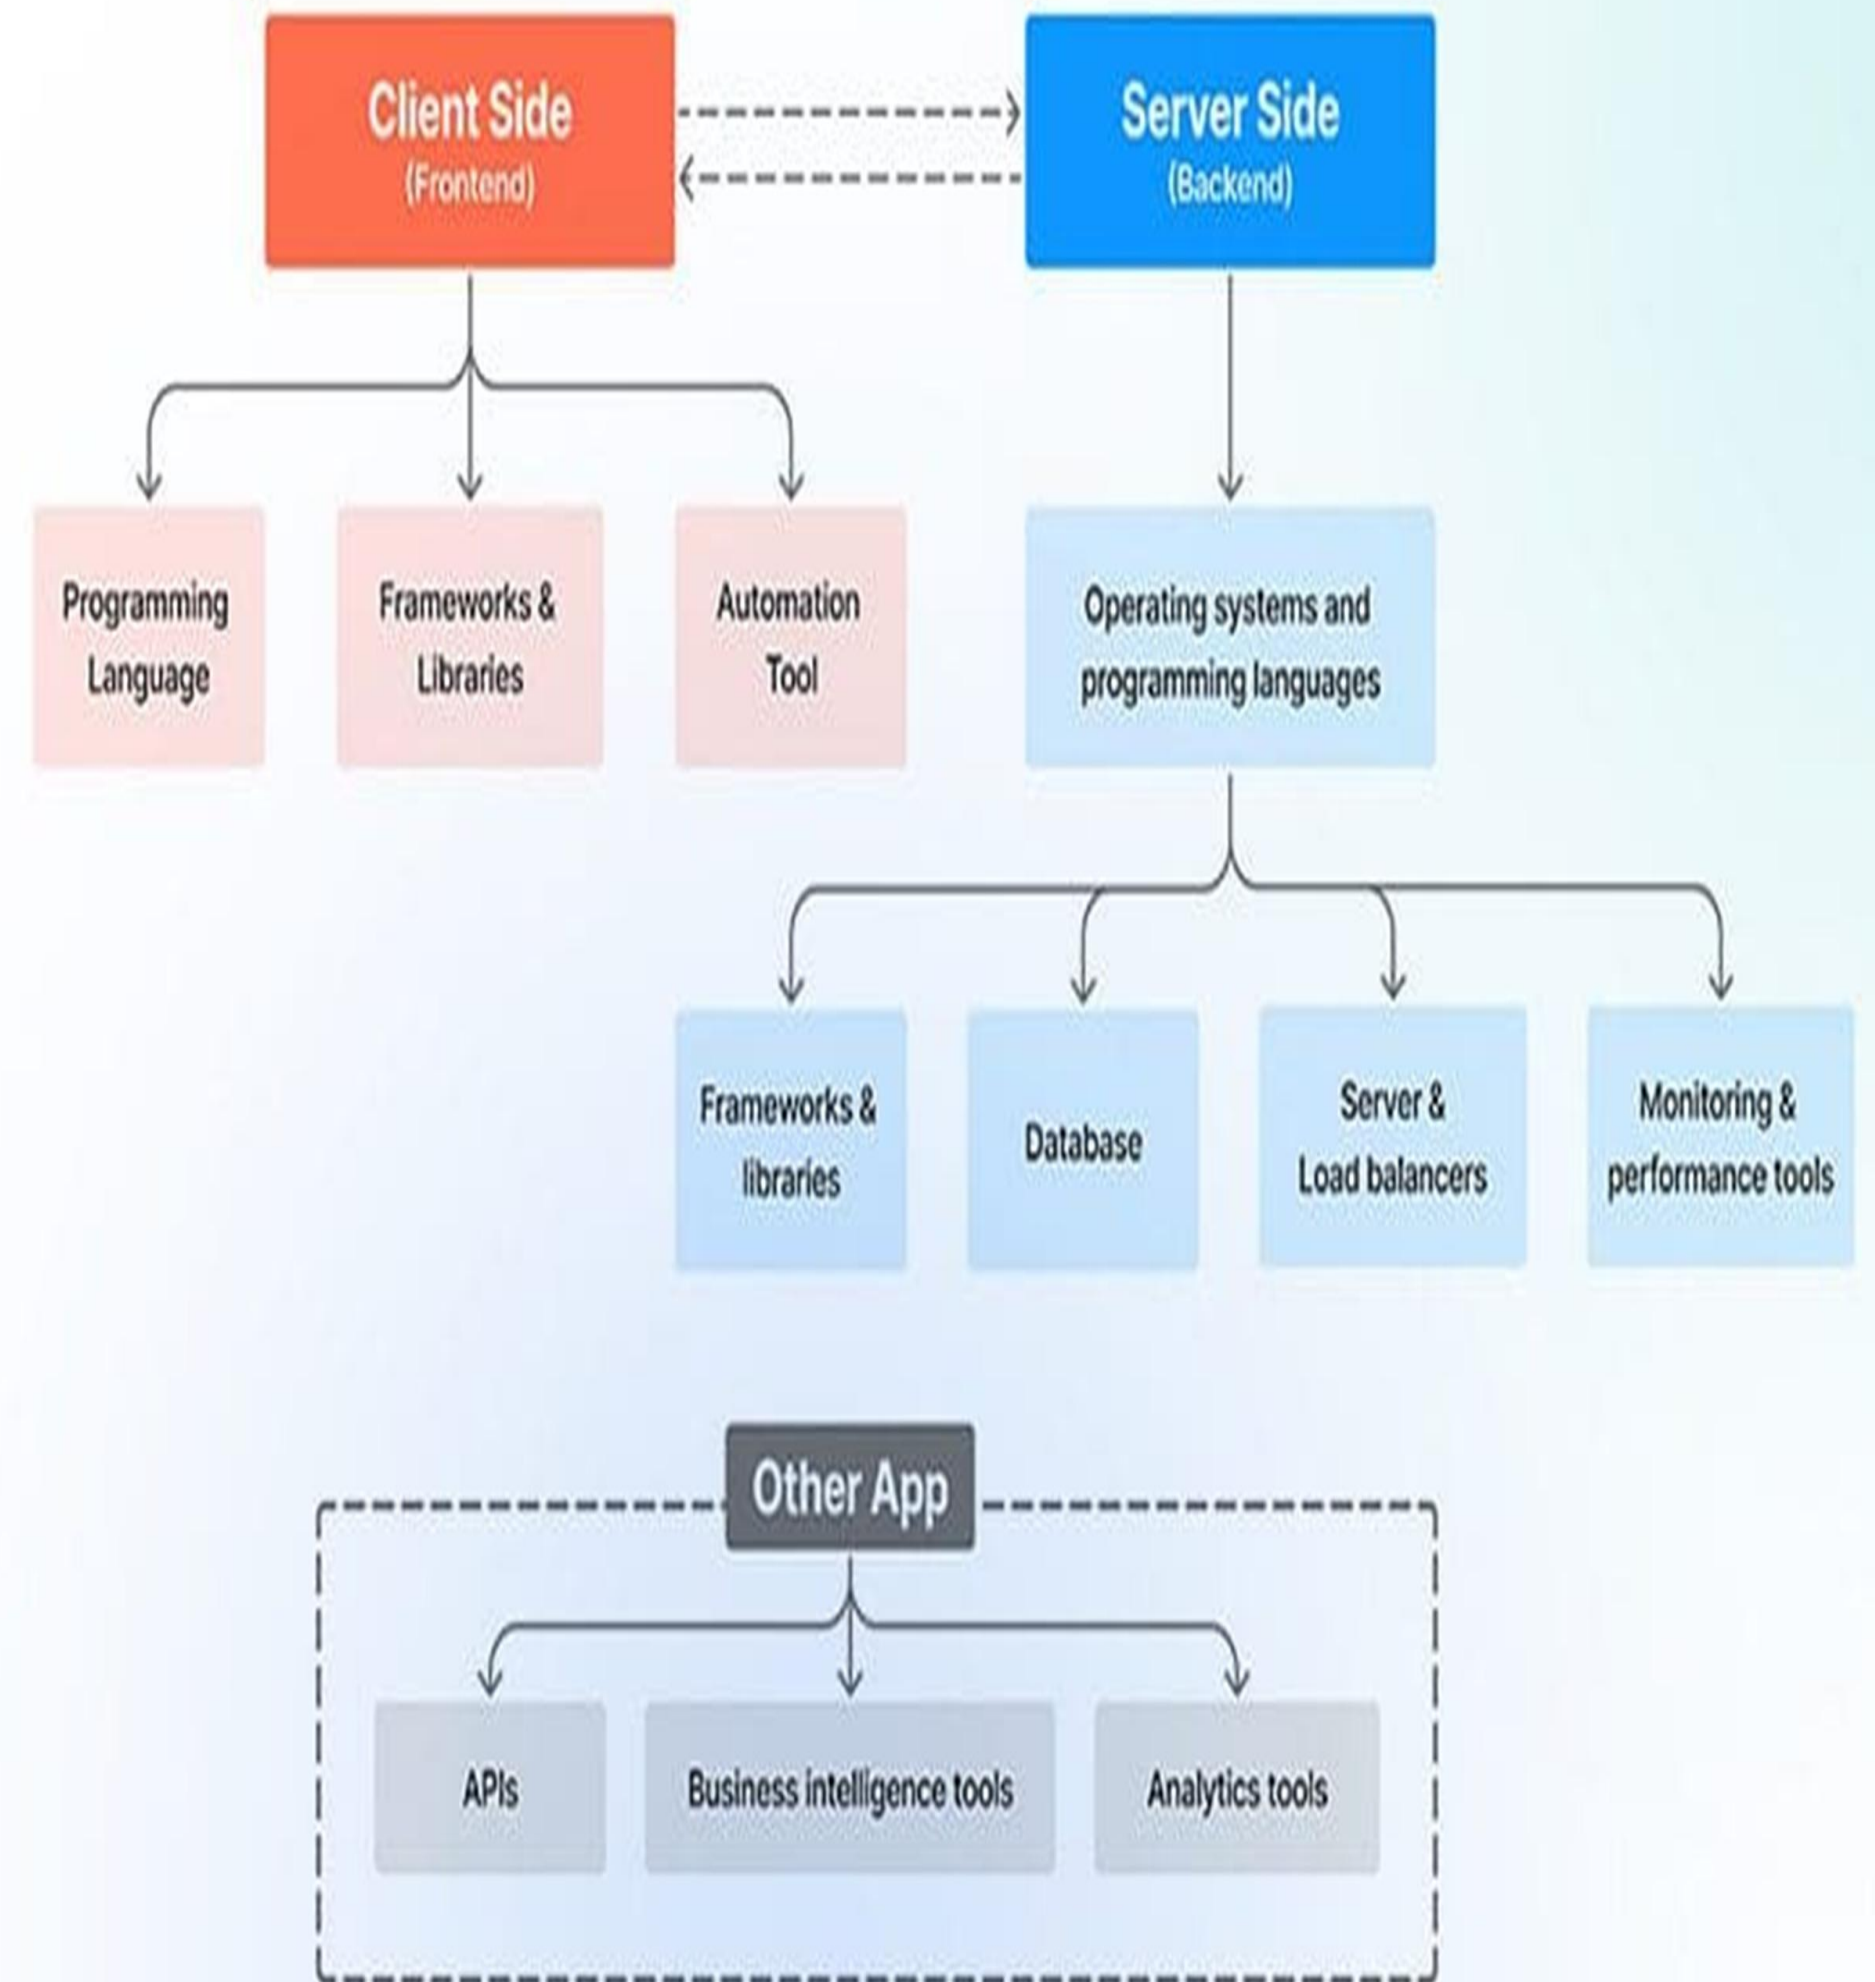 Client Side
(Frontend)
Server Side
(Backend)
Programming
Language
Frameworks &
Libraries
Automation
Tool
Operating systems and
programming languages
Frameworks &
libraries
Database
Server &
Load balancers
Monitoring &
performance tools
Other App
APIs
Business intelligence tools
Analytics tools